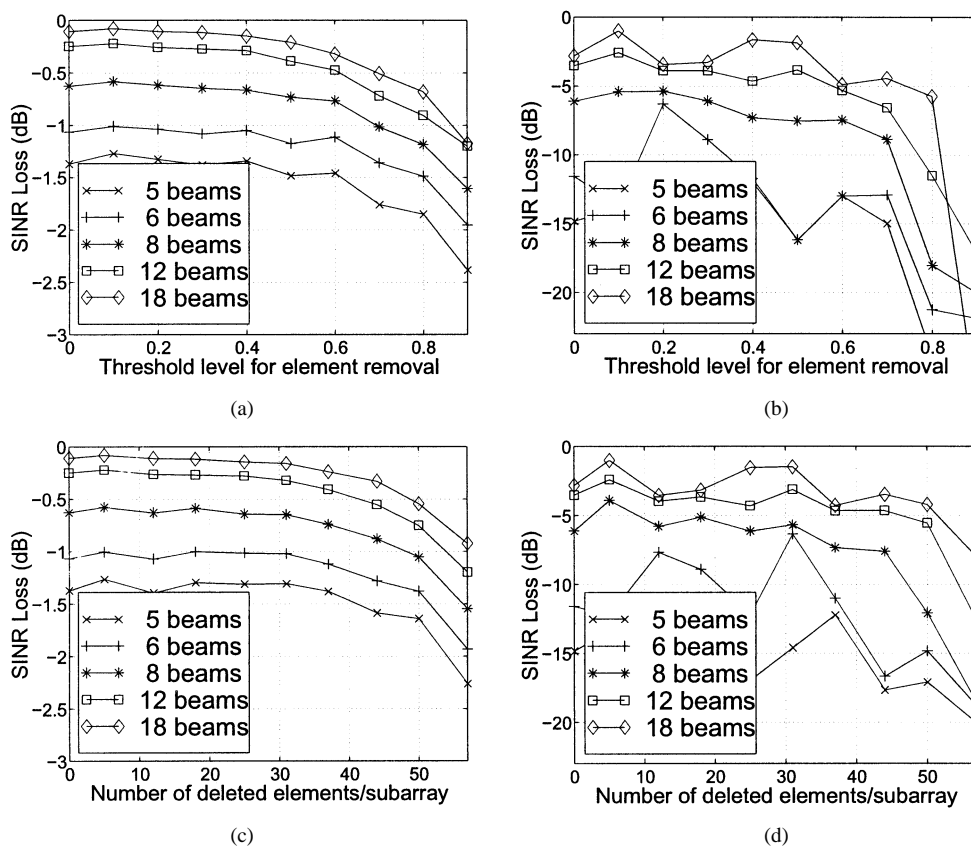 0
−0.5
−1
−1.5
−2
−2.5
−3
SINR Loss (dB)
5 beams
6 beams
8 beams
12 beams
18 beams
0
0.2
0.4
0.6
0.8
Threshold level for element removal
(a)
0
−5
−10
−15
−20
SINR Loss (dB)
5 beams
6 beams
8 beams
12 beams
18 beams
0
0.2
0.4
0.6
0.8
Threshold level for element removal
(b)
0
−0.5
−1
−1.5
−2
−2.5
−3
SINR Loss (dB)
5 beams
6 beams
8 beams
12 beams
18 beams
0
10
20
30
40
50
Number of deleted elements/subarray
(c)
0
−5
−10
−15
−20
SINR Loss (dB)
5 beams
6 beams
8 beams
12 beams
18 beams
0
10
20
30
40
50
Number of deleted elements/subarray
(d)